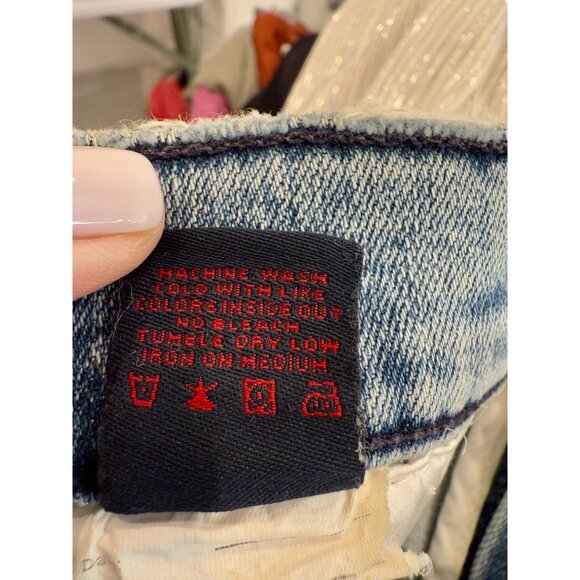 MACHINE WASH
COLD WITH LIKE
COLORS INSIDE OUT
NO BLEACH
TUMBLE DRY LOW
IRON ON MEDIUM